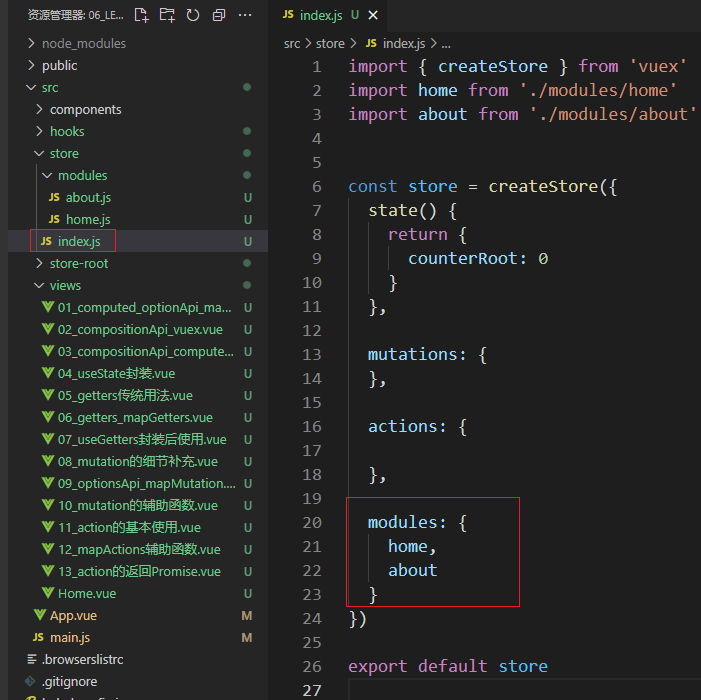 资源管理器: 06_LE...
node_modules
public
src
components
hooks
store
modules
JS about.js U
JS home.js U
JS index.js U
store-root
views
01_computed_optionApi_ma... U
02_compositionApi_vuex.vue U
03_compositionApi_compute... U
04_useState封装.vue U
05_getters传统用法.vue U
06_getters_mapGetters.vue U
07_useGetters封装后使用.vue U
08_mutation的细节补充.vue U
09_optionsApi_mapMutation.... U
10_mutation的辅助函数.vue U
11_action的基本使用.vue U
12_mapActions辅助函数.vue U
13_action的返回Promise.vue U
Home.vue U
App.vue M
JS main.js M
.browserslistrc
.gitignore
JS index.js U
src > store > JS index.js > ...
1 import { createStore } from 'vuex'
2 import home from './modules/home'
3 import about from './modules/about'
4
5
6 const store = createStore({
7 state() {
8 return {
9 counterRoot: 0
10 }
11 },
12
13 mutations: {
14 },
15
16 actions: {
17
18 },
19
20 modules: {
21 home,
22 about
23 }
24 })
25
26 export default store
27